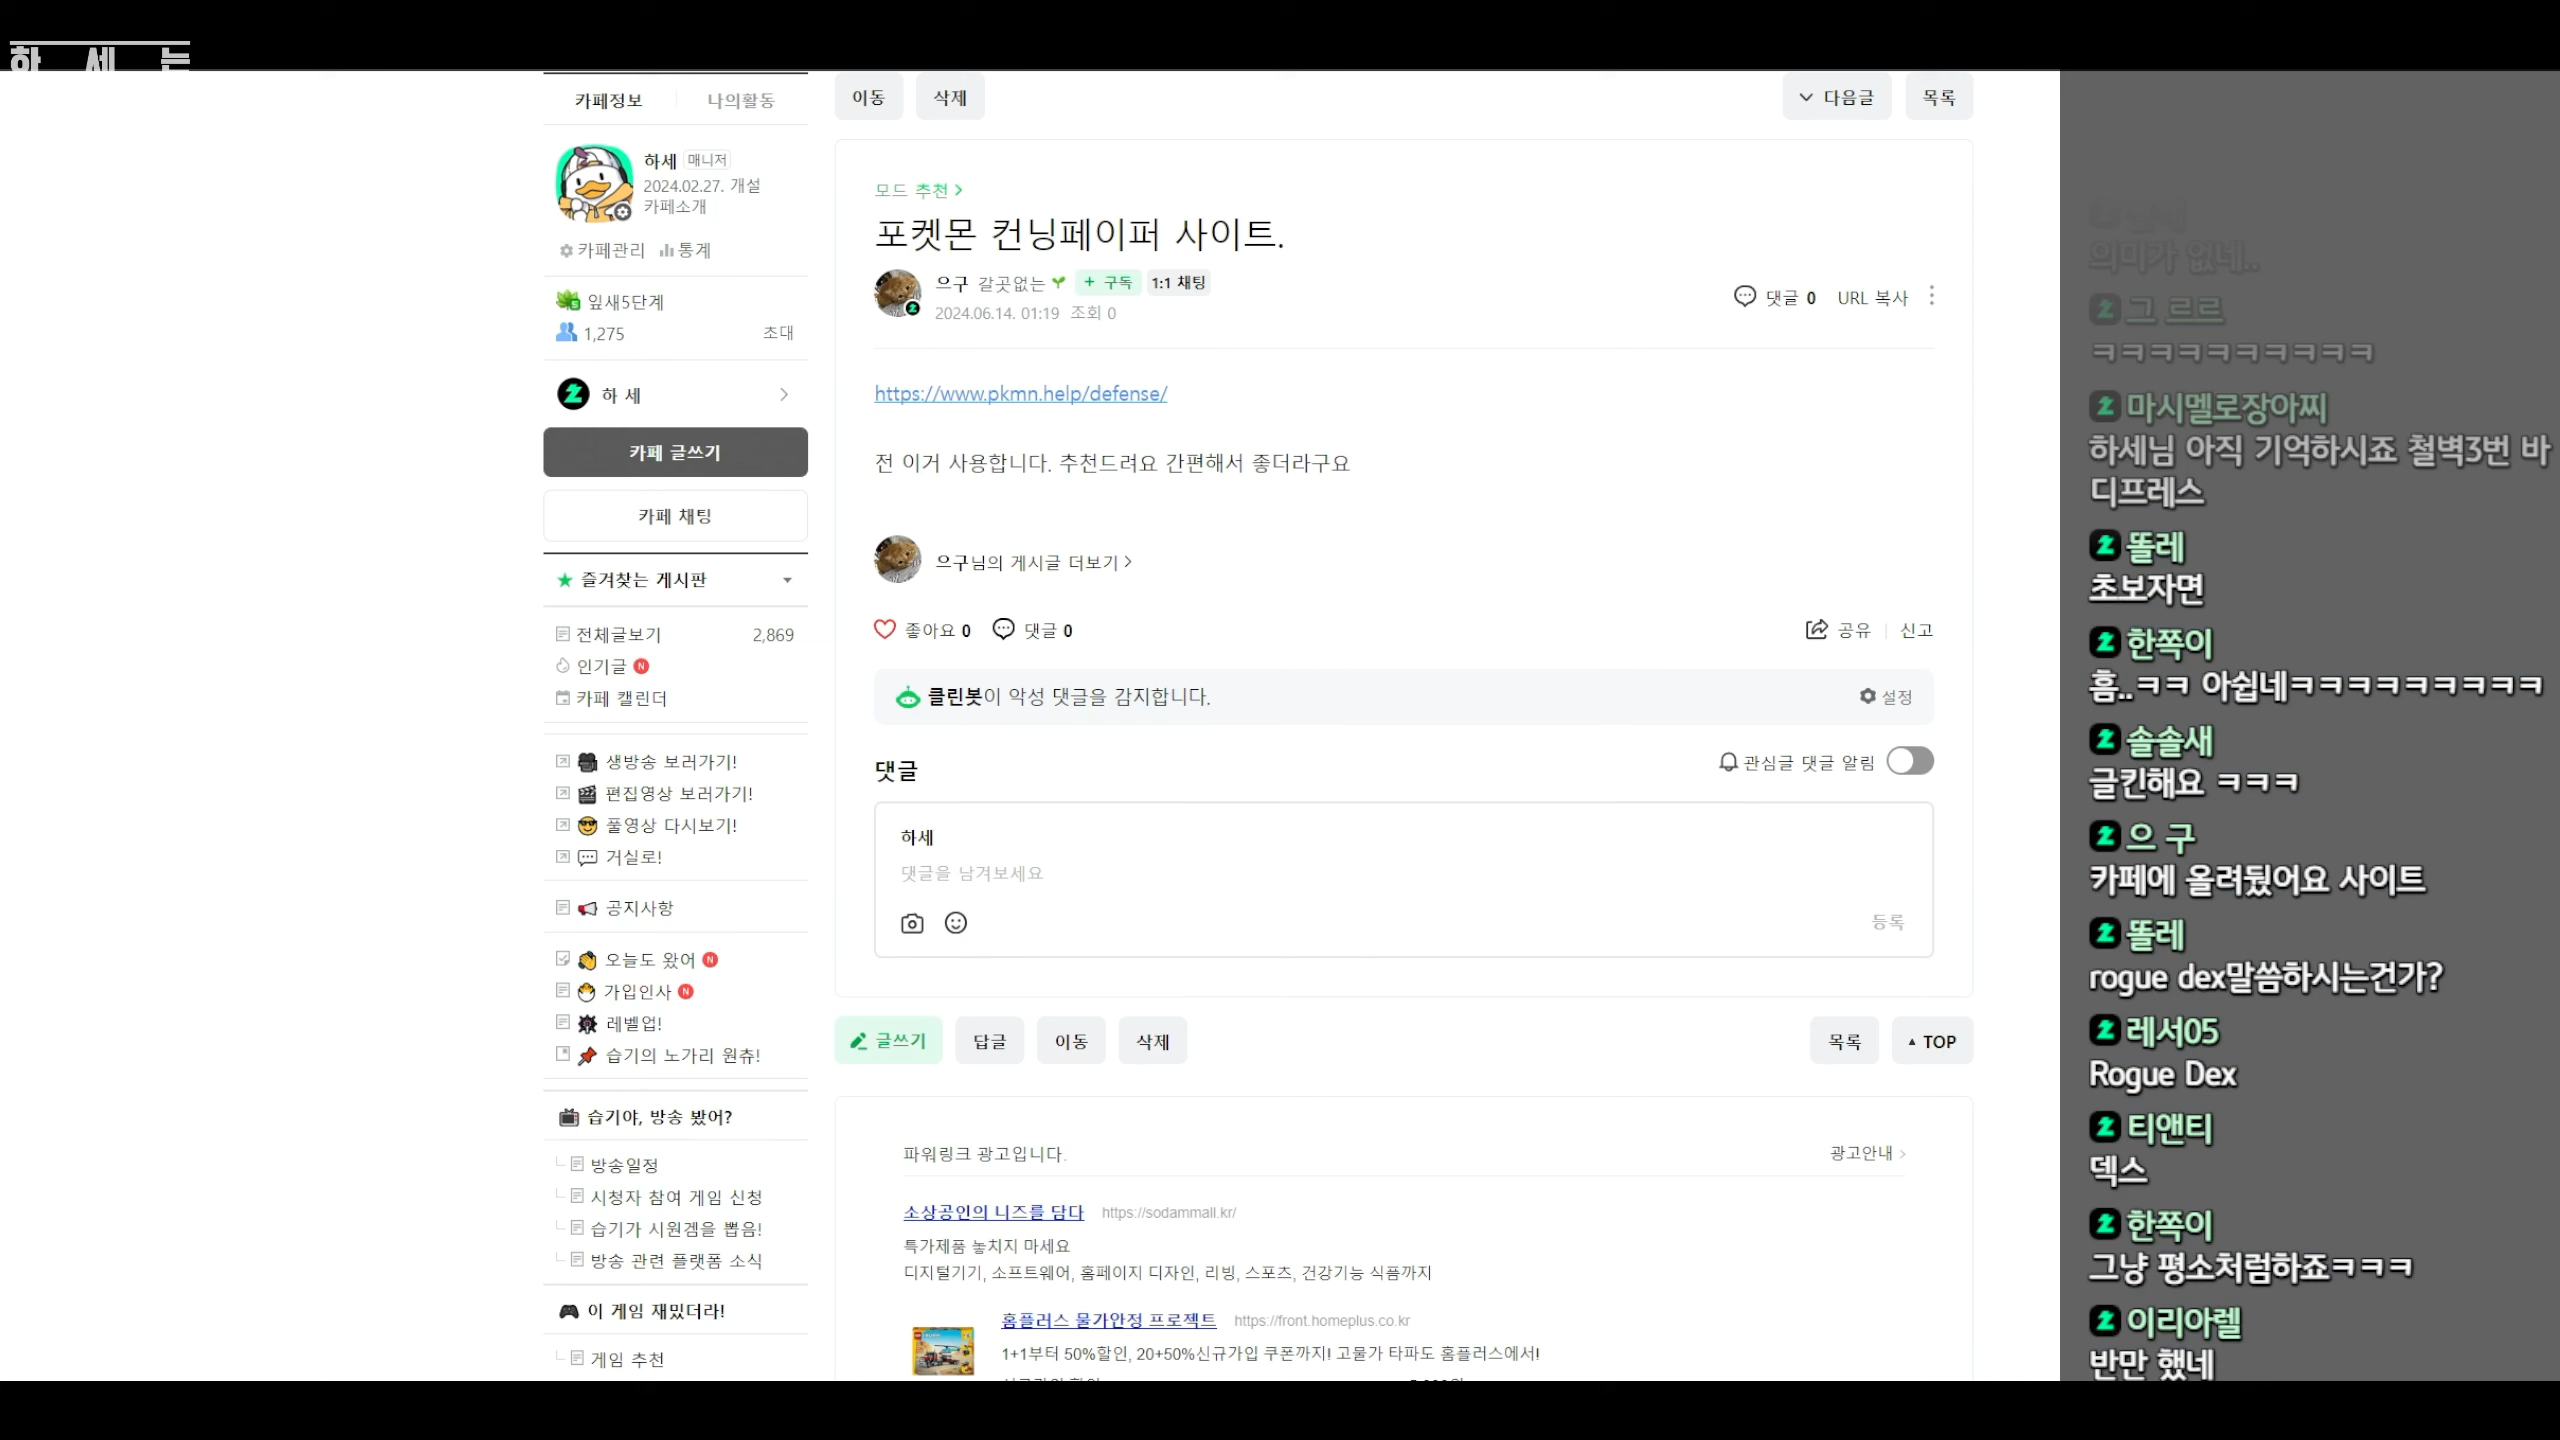 하 세 는
카페정보 나의활동
하세 매니저
2024.02.27. 개설
카페소개
카페관리 통계
잎새5단계
1,275 초대
하 세
카페 글쓰기
카페 채팅
즐겨찾는 게시판
전체글보기 2,869
인기글 N
카페 캘린더
생방송 보러가기!
편집영상 보러가기!
풀영상 다시보기!
거실로!
공지사항
오늘도 왔어 N
가입인사 N
레벨업!
습기의 노가리 원츄!
습기야, 방송 봤어?
방송일정
시청자 참여 게임 신청
습기가 시원겜을 뽑음!
방송 관련 플랫폼 소식
이 게임 재밌더라!
게임 추천
이동 삭제 다음글 목록
모드 추천
포켓몬 컨닝페이퍼 사이트.
으구 갈곳없는 + 구독 1:1 채팅
2024.06.14. 01:19 조회 0
댓글 0 URL 복사
https://www.pkmn.help/defense/
전 이거 사용합니다. 추천드려요 간편해서 좋더라구요
으구님의 게시글 더보기
좋아요 0 댓글 0 공유 신고
클린봇이 악성 댓글을 감지합니다. 설정
댓글 관심글 댓글 알림
하세
댓글을 남겨보세요
등록
글쓰기 답글 이동 삭제 목록 TOP
파워링크 광고입니다. 광고안내
소상공인의 니즈를 담다 https://sodammall.kr/
특가제품 놓치지 마세요
디지털기기, 소프트웨어, 홈페이지 디자인, 리빙, 스포츠, 건강기능 식품까지
홈플러스 물가안정 프로젝트 https://front.homeplus.co.kr
1+1부터 50%할인, 20+50%신규가입 쿠폰까지! 고물가 타파도 홈플러스에서!
의미가 없네..
그 르르
ㅋㅋㅋㅋㅋㅋㅋㅋㅋㅋ
마시멜로장아찌
하세님 아직 기억하시죠 철벽3번 바
디프레스
똘레
초보자면
한쪽이
흠..ㅋㅋ 아쉽네ㅋㅋㅋㅋㅋㅋㅋㅋㅋ
솔솔새
글킨해요 ㅋㅋㅋ
으 구
카페에 올려뒀어요 사이트
똘레
rogue dex말씀하시는건가?
레서05
Rogue Dex
티앤티
덱스
한쪽이
그냥 평소처럼하죠ㅋㅋㅋ
이리아렐
반만 했네